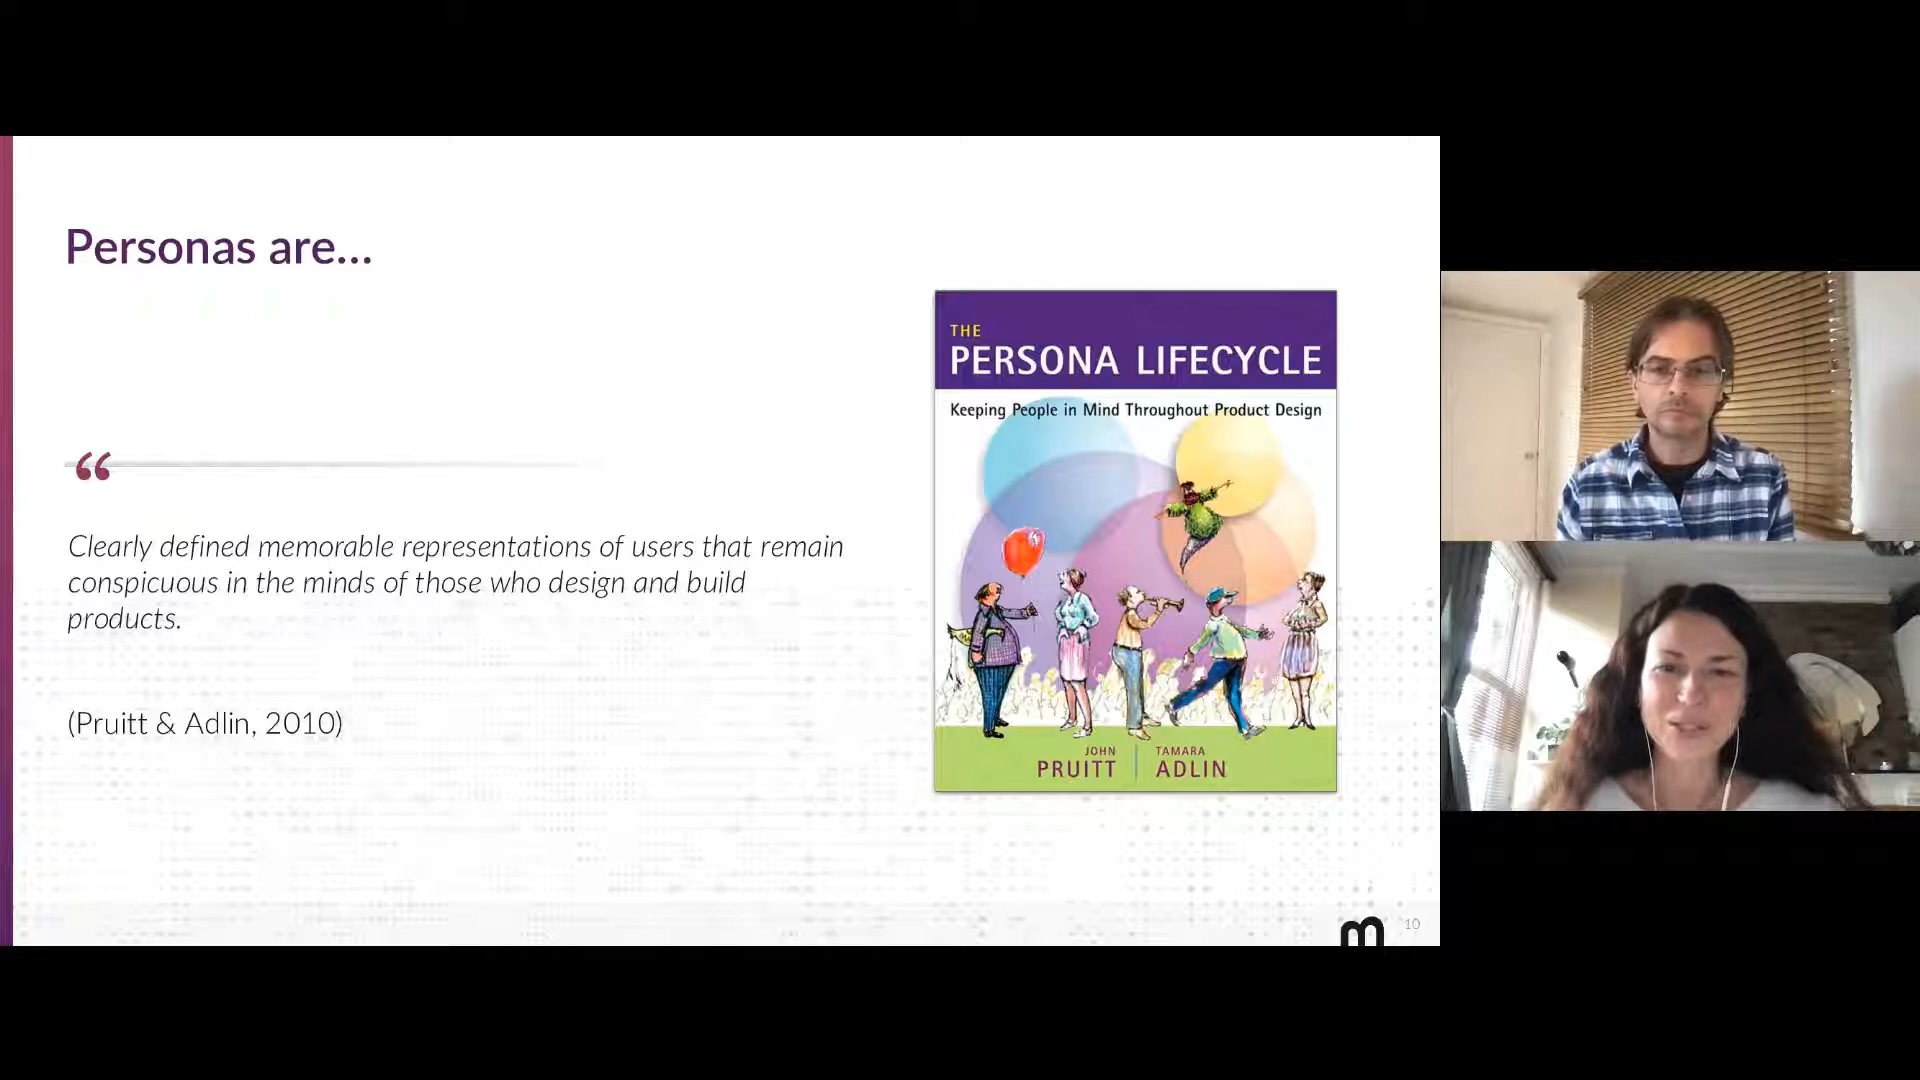 Personas are...
“
Clearly defined memorable representations of users that remain
conspicuous in the minds of those who design and build
products.
(Pruitt & Adlin, 2010)
THE
PERSONA LIFECYCLE
Keeping People in Mind Throughout Product Design
JOHN
PRUITT
TAMARA
ADLIN
m
10